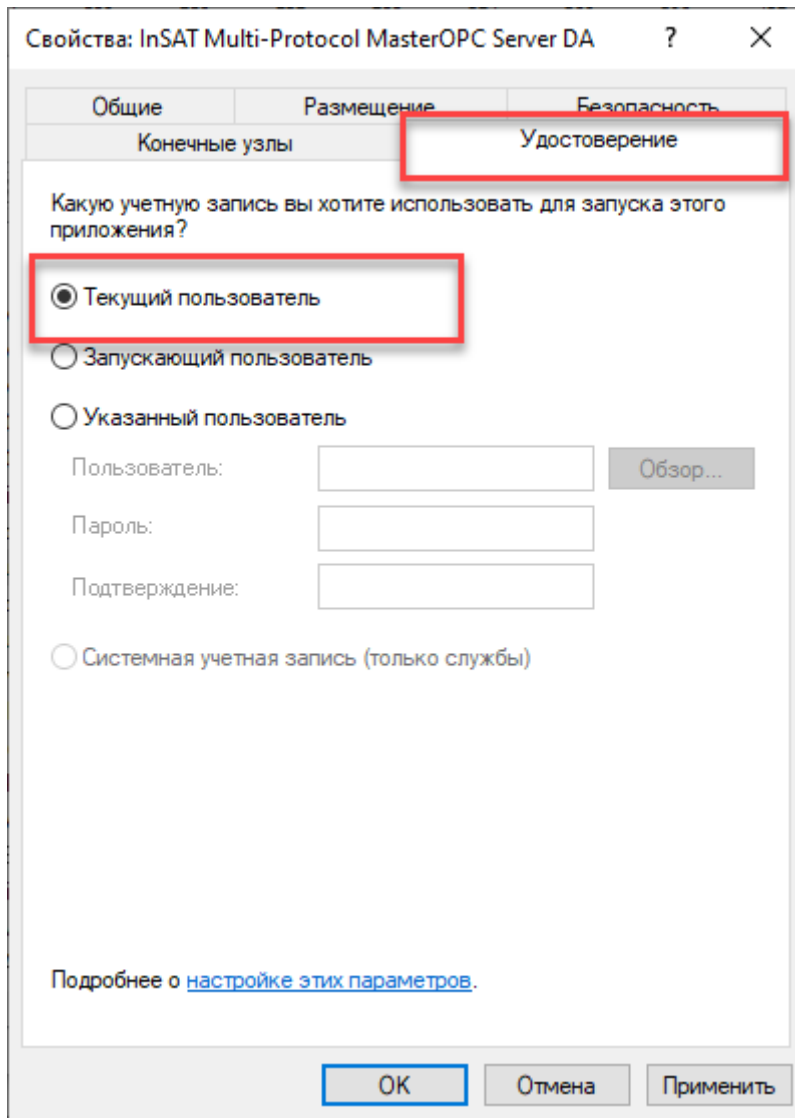 Свойства: InSAT Multi-Protocol MasterOPC Server DA ? X
Общие Размещение Безопасность
Конечные узлы Удостоверение
Какую учетную запись вы хотите использовать для запуска этого
приложения?
Текущий пользователь
Запускающий пользователь
Указанный пользователь
Пользователь: Обзор...
Пароль:
Подтверждение:
Системная учетная запись (только службы)
Подробнее о настройке этих параметров.
OK Отмена Применить